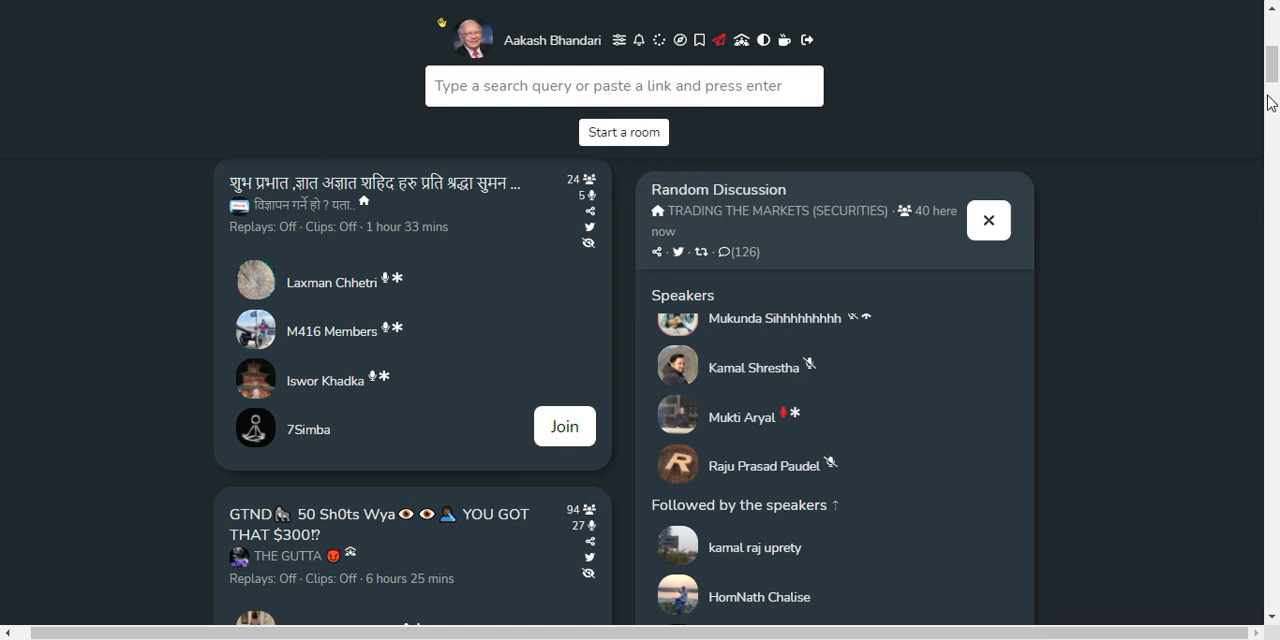 Aakash Bhandari
Type a search query or paste a link and press enter
Start a room
शुभ प्रभात ,ज्ञात अज्ञात शहिद हरु प्रति श्रद्धा सुमन ...
24
5
विज्ञापन गर्ने हो ? यता..
Replays: Off · Clips: Off · 1 hour 33 mins
Laxman Chhetri
M416 Members
Iswor Khadka
7Simba
Join
GTND🦍 50 Sh0ts Wya👁️ 👁️ 🤦🏿‍♂️ YOU GOT
THAT $300!?
94
27
THE GUTTA 😈
Replays: Off · Clips: Off · 6 hours 25 mins
Random Discussion
TRADING THE MARKETS (SECURITIES) · 40 here
now
(126)
Speakers
Mukunda Sihhhhhhhhh
Kamal Shrestha
Mukti Aryal
Raju Prasad Paudel
Followed by the speakers ↑
kamal raj uprety
HomNath Chalise